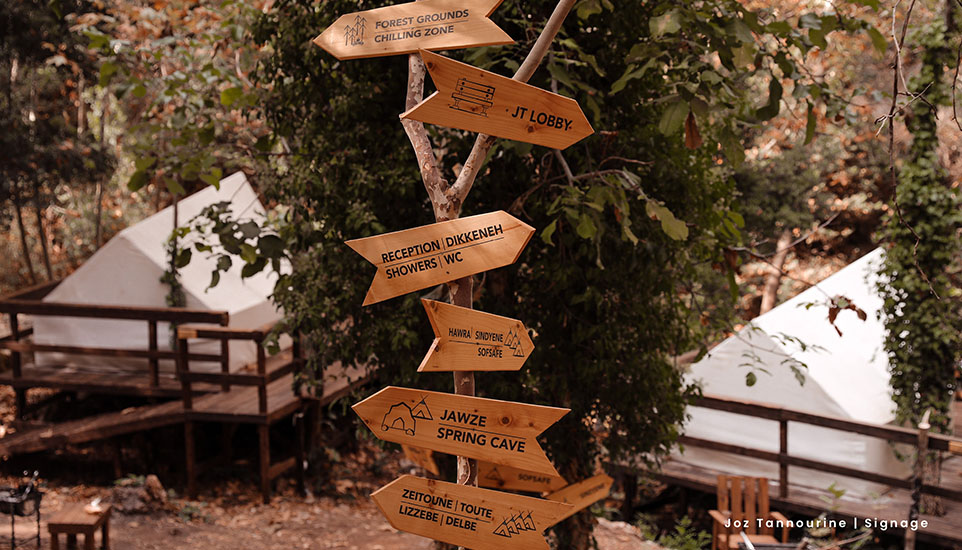 FOREST GROUNDS
CHILLING ZONE
JT LOBBY
RECEPTION | DIKKENEH
SHOWERS | WC
HAWRA | SINDYENE
SOFSAFE
JAWZE
SPRING CAVE
SOFSAFE
ZEITOUNE | TOUTE
LIZZEBE | DELBE
Joz Tannourine | Signage